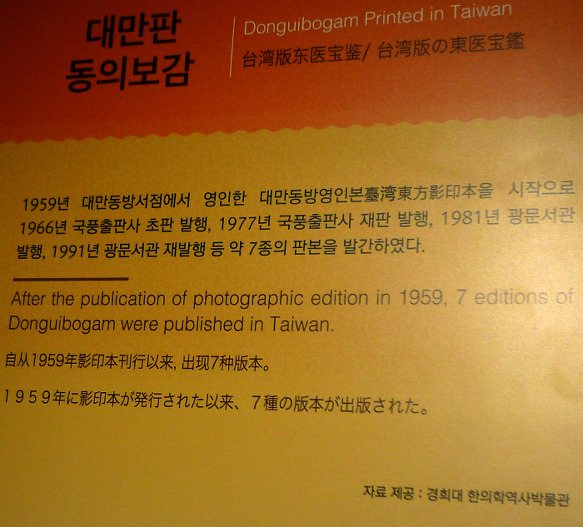 대만판
동의보감
Donguibogam Printed in Taiwan
台湾版东医宝鉴/ 台湾版の東医宝鑑
1959년 대만동방서점에서 영인한 대만동방영인본臺湾東方影印本을 시작으로
1966년 국풍출판사 초판 발행, 1977년 국풍출판사 재판 발행, 1981년 광문서관
발행, 1991년 광문서관 재발행 등 약 7종의 판본을 발간하였다.
After the publication of photographic edition in 1959, 7 editions of
Donguibogam were published in Taiwan.
自从1959年影印本刊行以来, 出现7种版本。
1959年に影印本が発行された以来、7種の版本が出版された。
자료 제공 : 경희대 한의학역사박물관